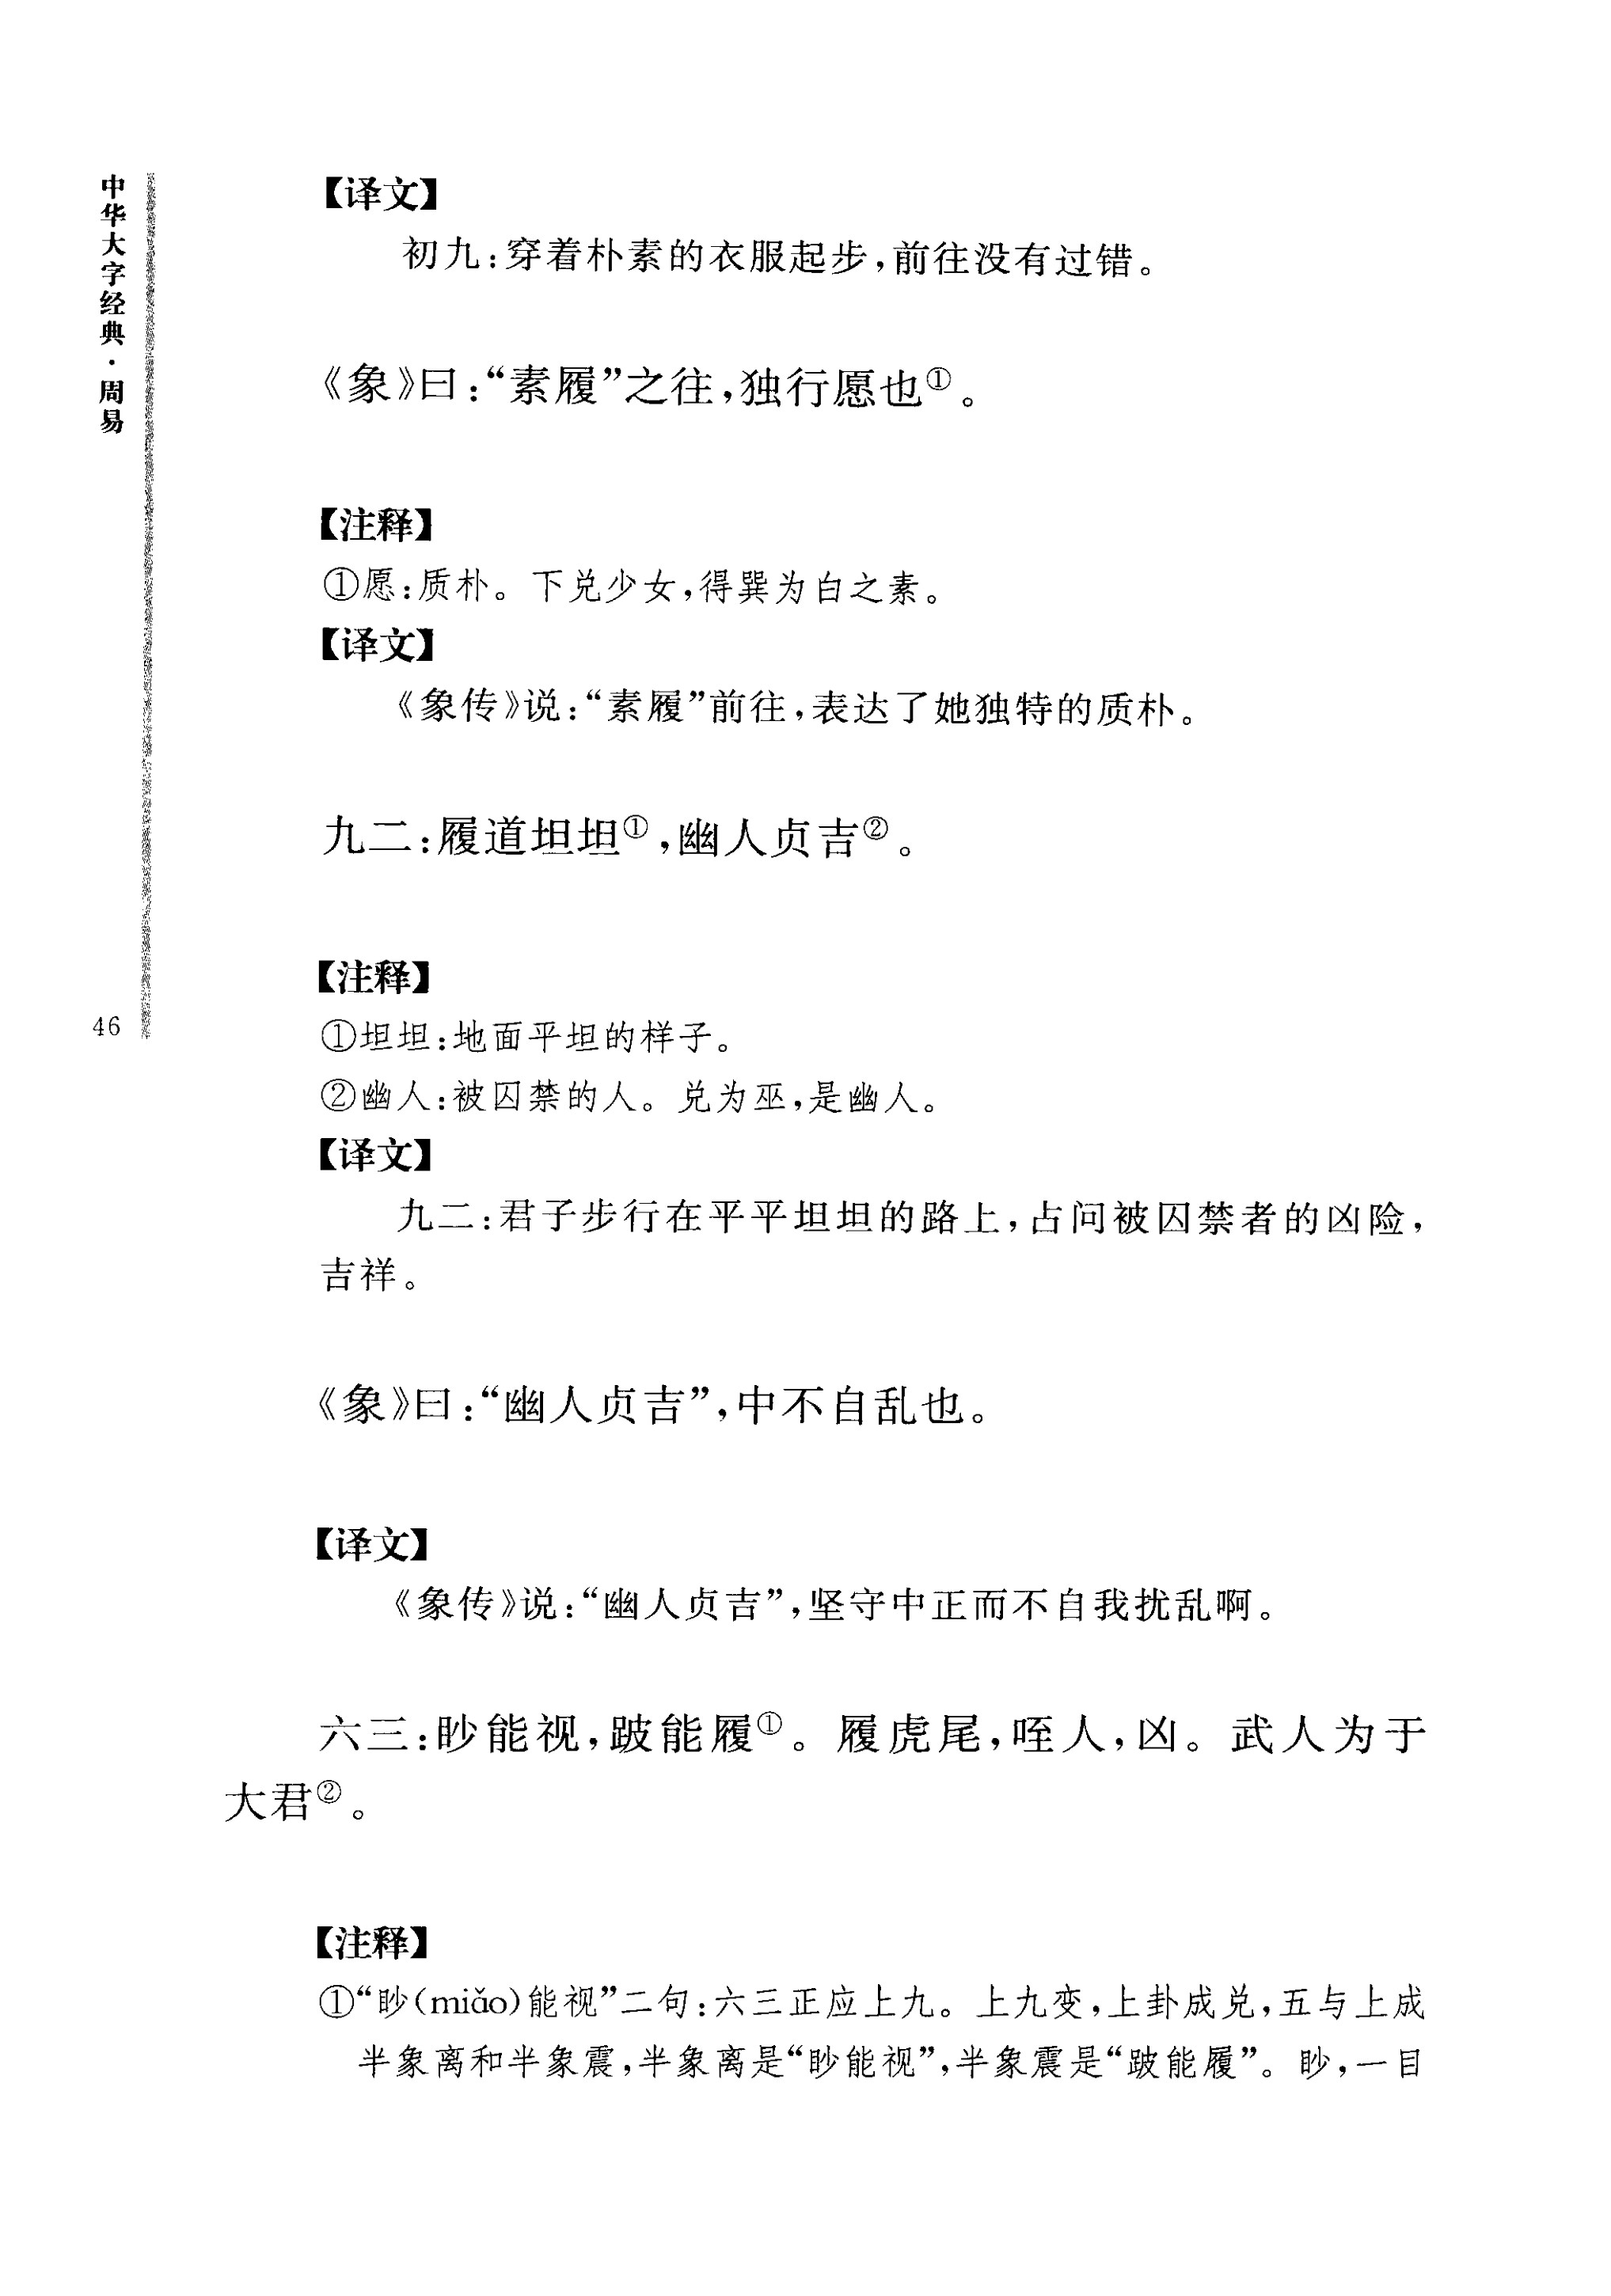 中华大字经典·周易
46
【译文】
初九：穿着朴素的衣服起步，前往没有过错。
《象》曰：“素履”之往，独行愿也①。
【注释】
①愿：质朴。下兑少女，得巽为白之素。
【译文】
《象传》说：“素履”前往，表达了她独特的质朴。
九二：履道坦坦①，幽人贞吉②。
【注释】
①坦坦：地面平坦的样子。
②幽人：被囚禁的人。兑为巫，是幽人。
【译文】
九二：君子步行在平平坦坦的路上，占问被囚禁者的凶险，
吉祥。
《象》曰：“幽人贞吉”，中不自乱也。
【译文】
《象传》说：“幽人贞吉”，坚守中正而不自我扰乱啊。
六三：眇能视，跛能履①。履虎尾，咥人，凶。武人为于
大君②。
【注释】
①“眇(miǎo)能视”二句：六三正应上九。上九变，上卦成兑，五与上成
半象离和半象震，半象离是“眇能视”，半象震是“跛能履”。眇，一目